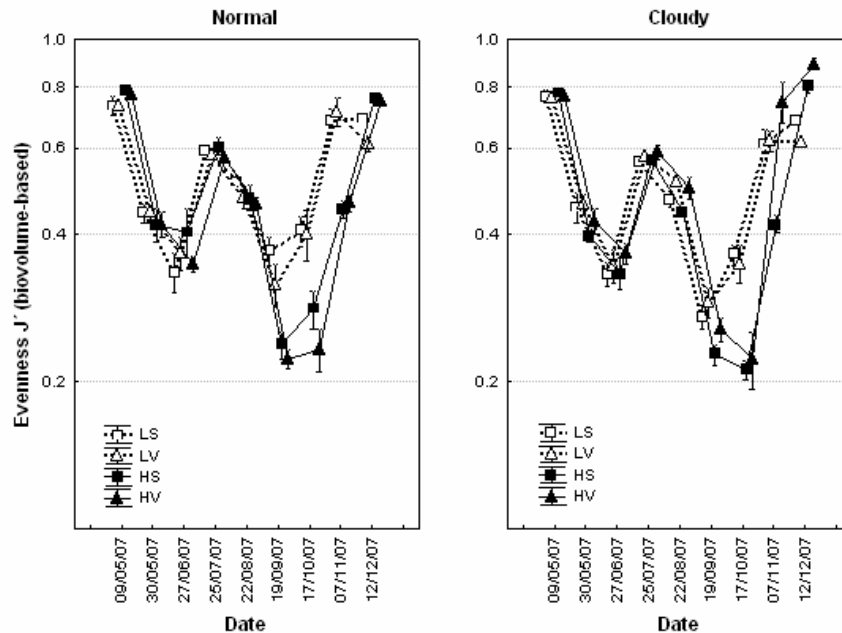 Normal
Cloudy
Evenness J´ (biovolume-based)
1.0
0.8
0.6
0.4
0.2
LS
LV
HS
HV
09/05/07
30/05/07
27/06/07
25/07/07
22/08/07
19/09/07
17/10/07
07/11/07
12/12/07
Date
1.0
0.8
0.6
0.4
0.2
LS
LV
HS
HV
09/05/07
30/05/07
27/06/07
25/07/07
22/08/07
19/09/07
17/10/07
07/11/07
12/12/07
Date